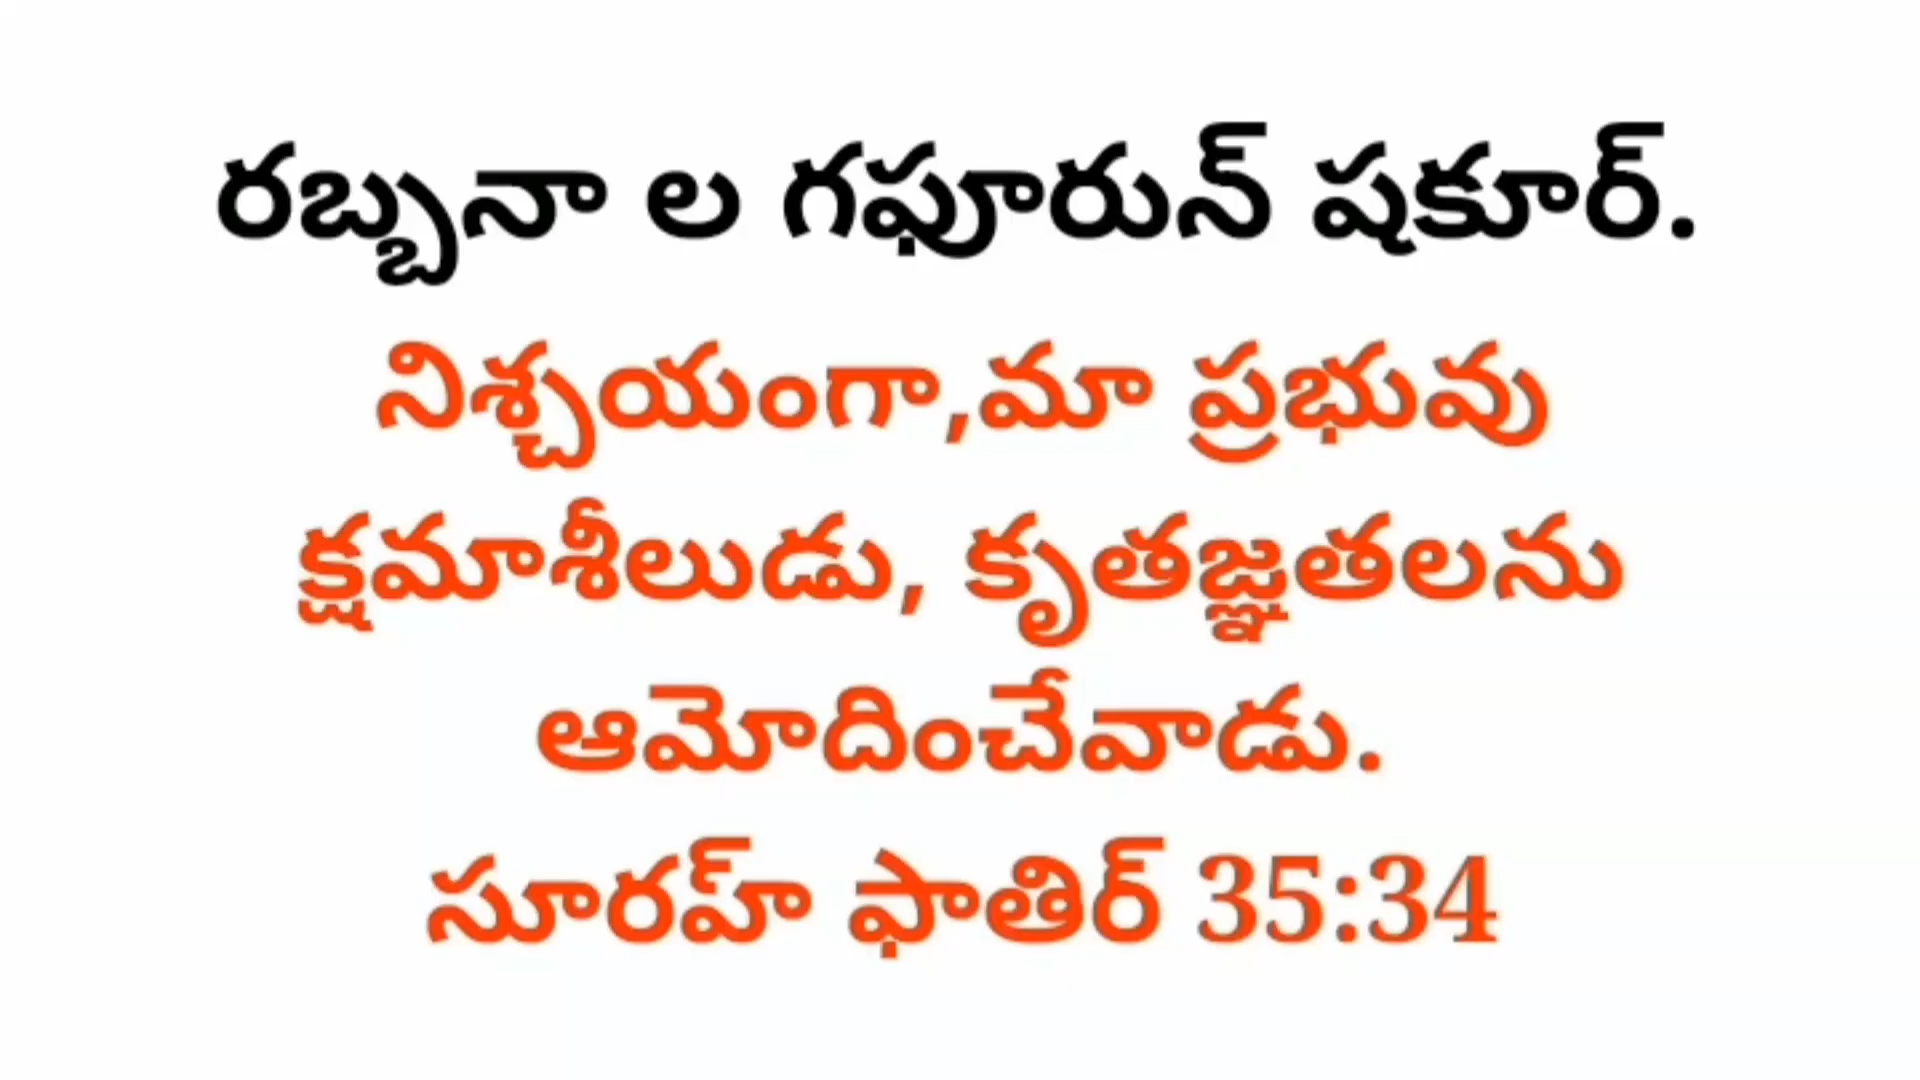 రబ్బనా ల గఫూరున్ షకూర్.
నిశ్చయంగా,మా ప్రభువు
క్షమాశీలుడు, కృతజ్ఞతలను
ఆమోదించేవాడు.
సూరహ్ ఫాతిర్ 35:34